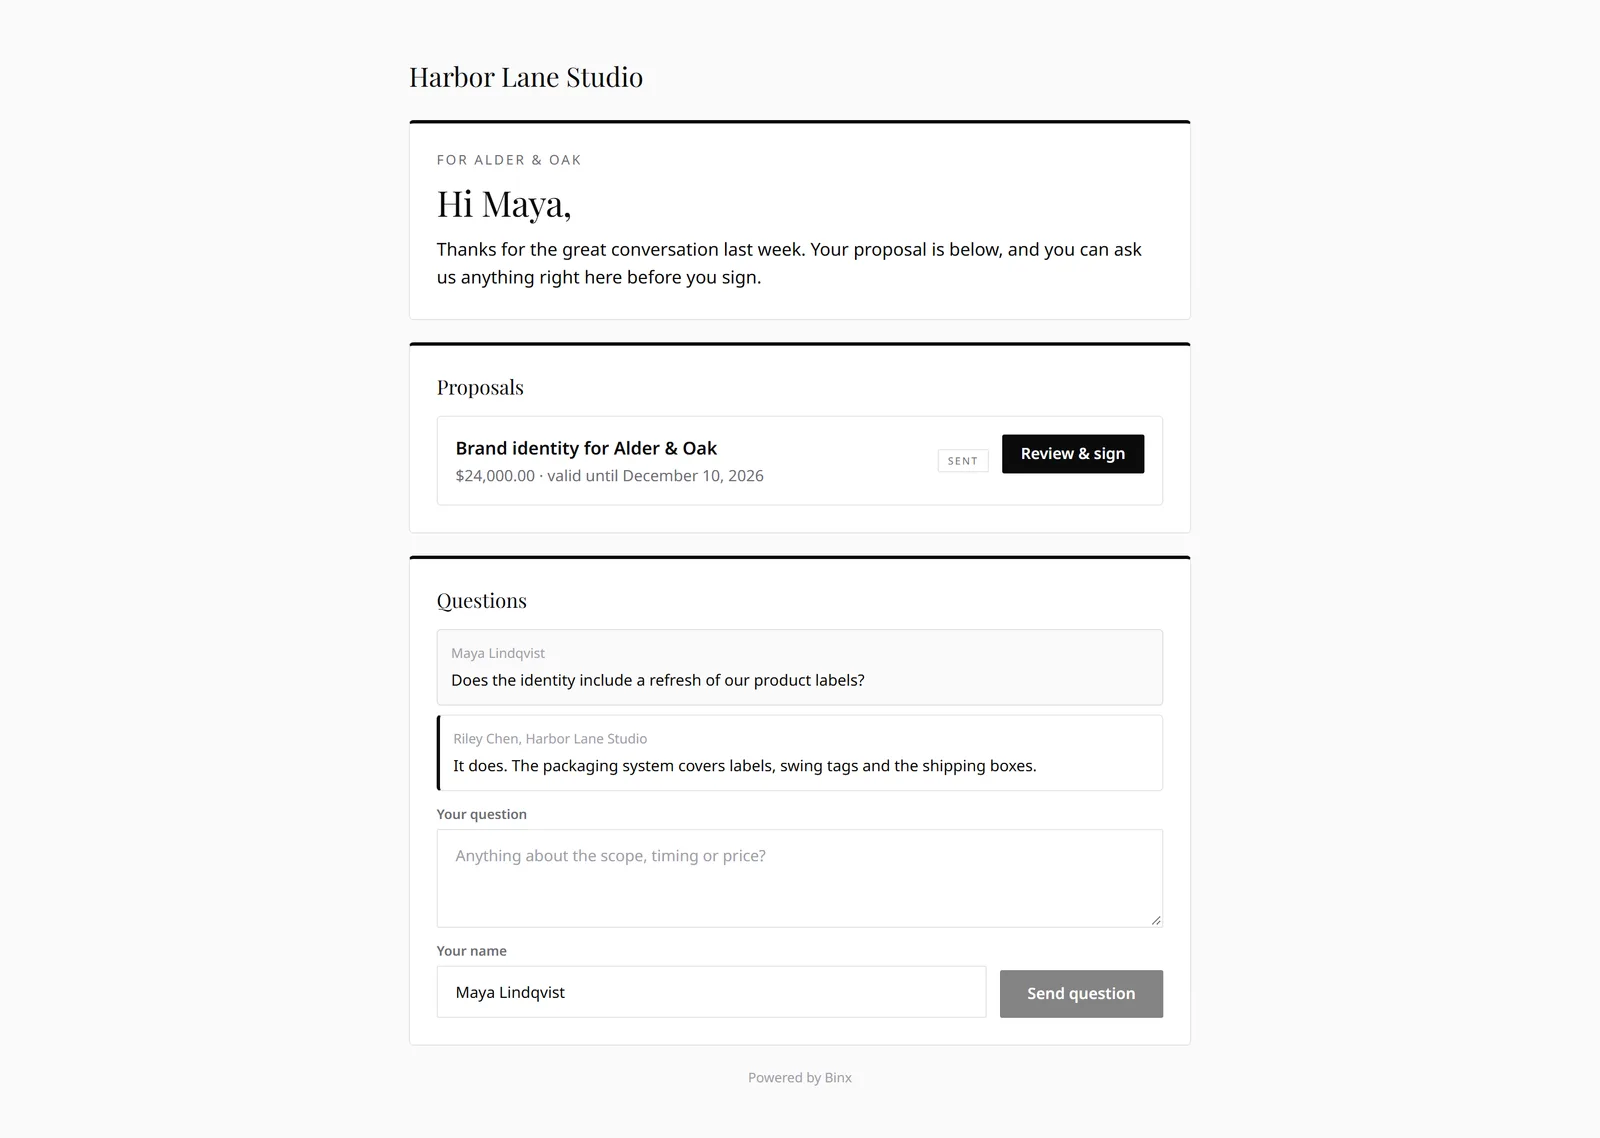 Harbor Lane Studio
FOR ALDER & OAK
Hi Maya,
Thanks for the great conversation last week. Your proposal is below, and you can ask
us anything right here before you sign.
Proposals
Brand identity for Alder & Oak
$24,000.00 · valid until December 10, 2026
SENT
Review & sign
Questions
Maya Lindqvist
Does the identity include a refresh of our product labels?
Riley Chen, Harbor Lane Studio
It does. The packaging system covers labels, swing tags and the shipping boxes.
Your question
Anything about the scope, timing or price?
Your name
Maya Lindqvist
Send question
Powered by Binx